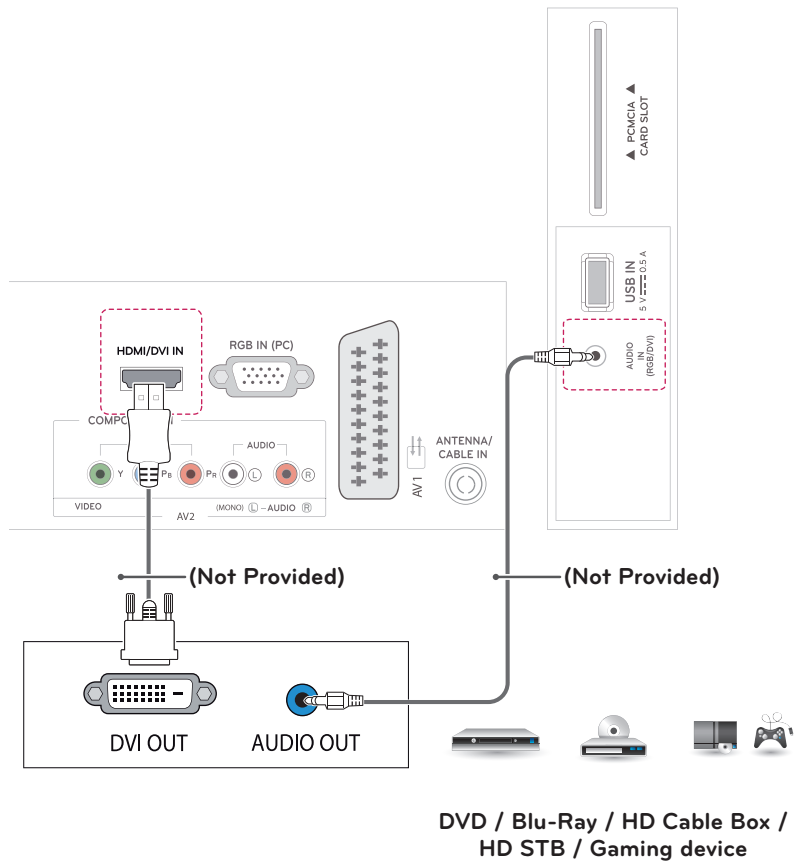 ◀ PCMCIA ▶
CARD SLOT
USB IN
5 V 0.5 A
AUDIO
IN
(RGB/DVI)
HDMI/DVI IN
RGB IN (PC)
ANTENNA/
CABLE IN
AV1
AUDIO
Y
PB
PR
L
R
VIDEO
AV2
(MONO) L - AUDIO R
(Not Provided)
(Not Provided)
DVI OUT
AUDIO OUT
DVD / Blu-Ray / HD Cable Box /
HD STB / Gaming device